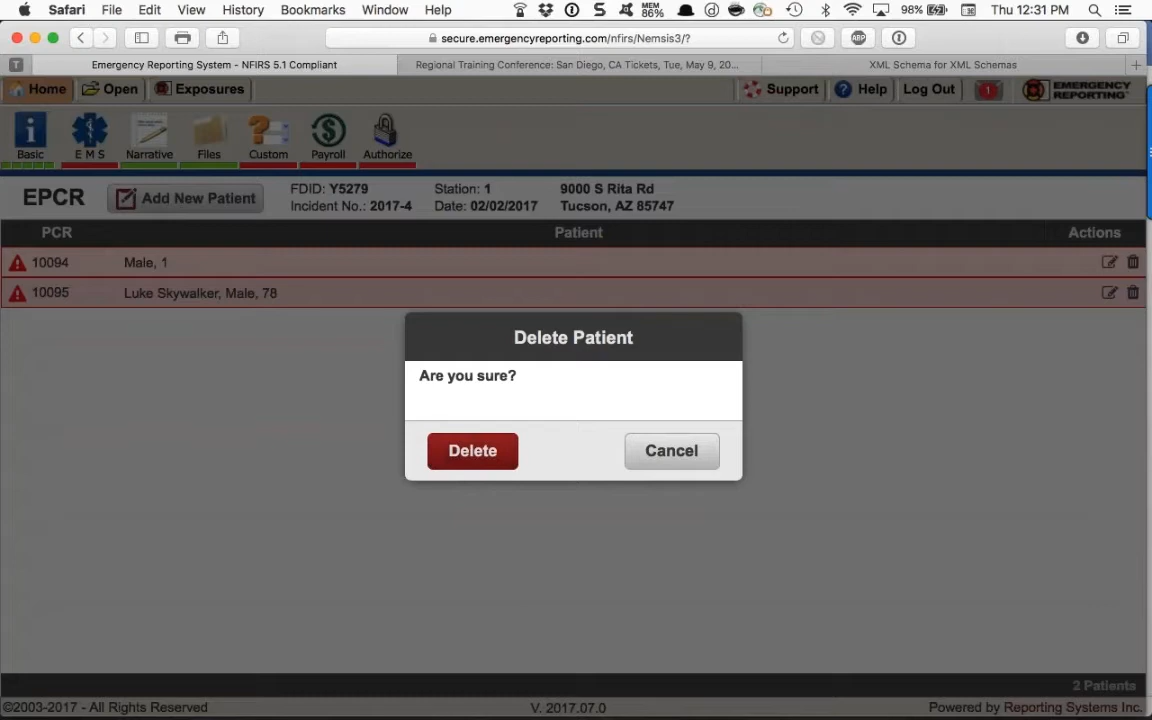 Safari File Edit View History Bookmarks Window Help MEM 86% 98% Thu 12:31 PM
secure.emergencyreporting.com/nfirs/Nemsis3/?
ABP
T Emergency Reporting System - NFIRS 5.1 Compliant Regional Training Conference: San Diego, CA Tickets, Tue, May 9, 20... XML Schema for XML Schemas
Home Open Exposures Support Help Log Out 1 EMERGENCY REPORTING
Basic E M S Narrative Files Custom Payroll Authorize
EPCR Add New Patient
FDID: Y5279 Station: 1 9000 S Rita Rd
Incident No.: 2017-4 Date: 02/02/2017 Tucson, AZ 85747
PCR Patient Actions
10094 Male, 1
10095 Luke Skywalker, Male, 78
Delete Patient
Are you sure?
Delete Cancel
2 Patients
©2003-2017 - All Rights Reserved V. 2017.07.0 Powered by Reporting Systems Inc.